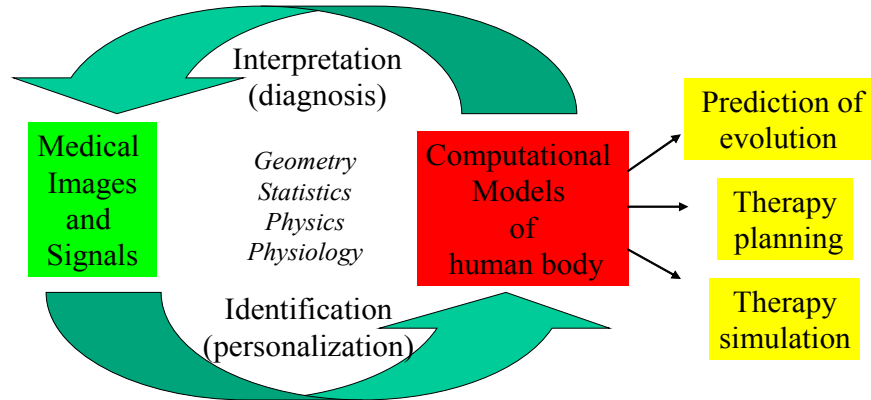 Interpretation
(diagnosis)
Medical
Images
and
Signals
Geometry
Statistics
Physics
Physiology
Computational
Models
of
human body
Identification
(personalization)
Prediction of
evolution
Therapy
planning
Therapy
simulation